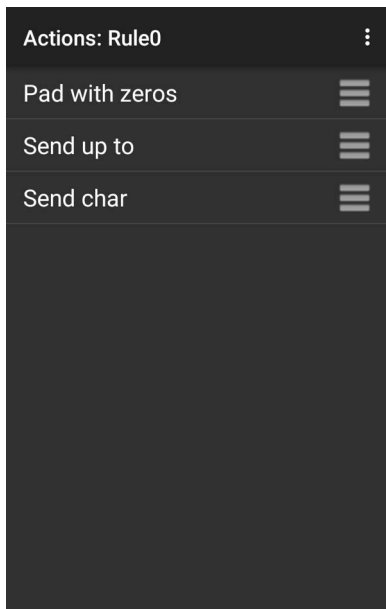 Actions: Rule0
Pad with zeros
Send up to
Send char